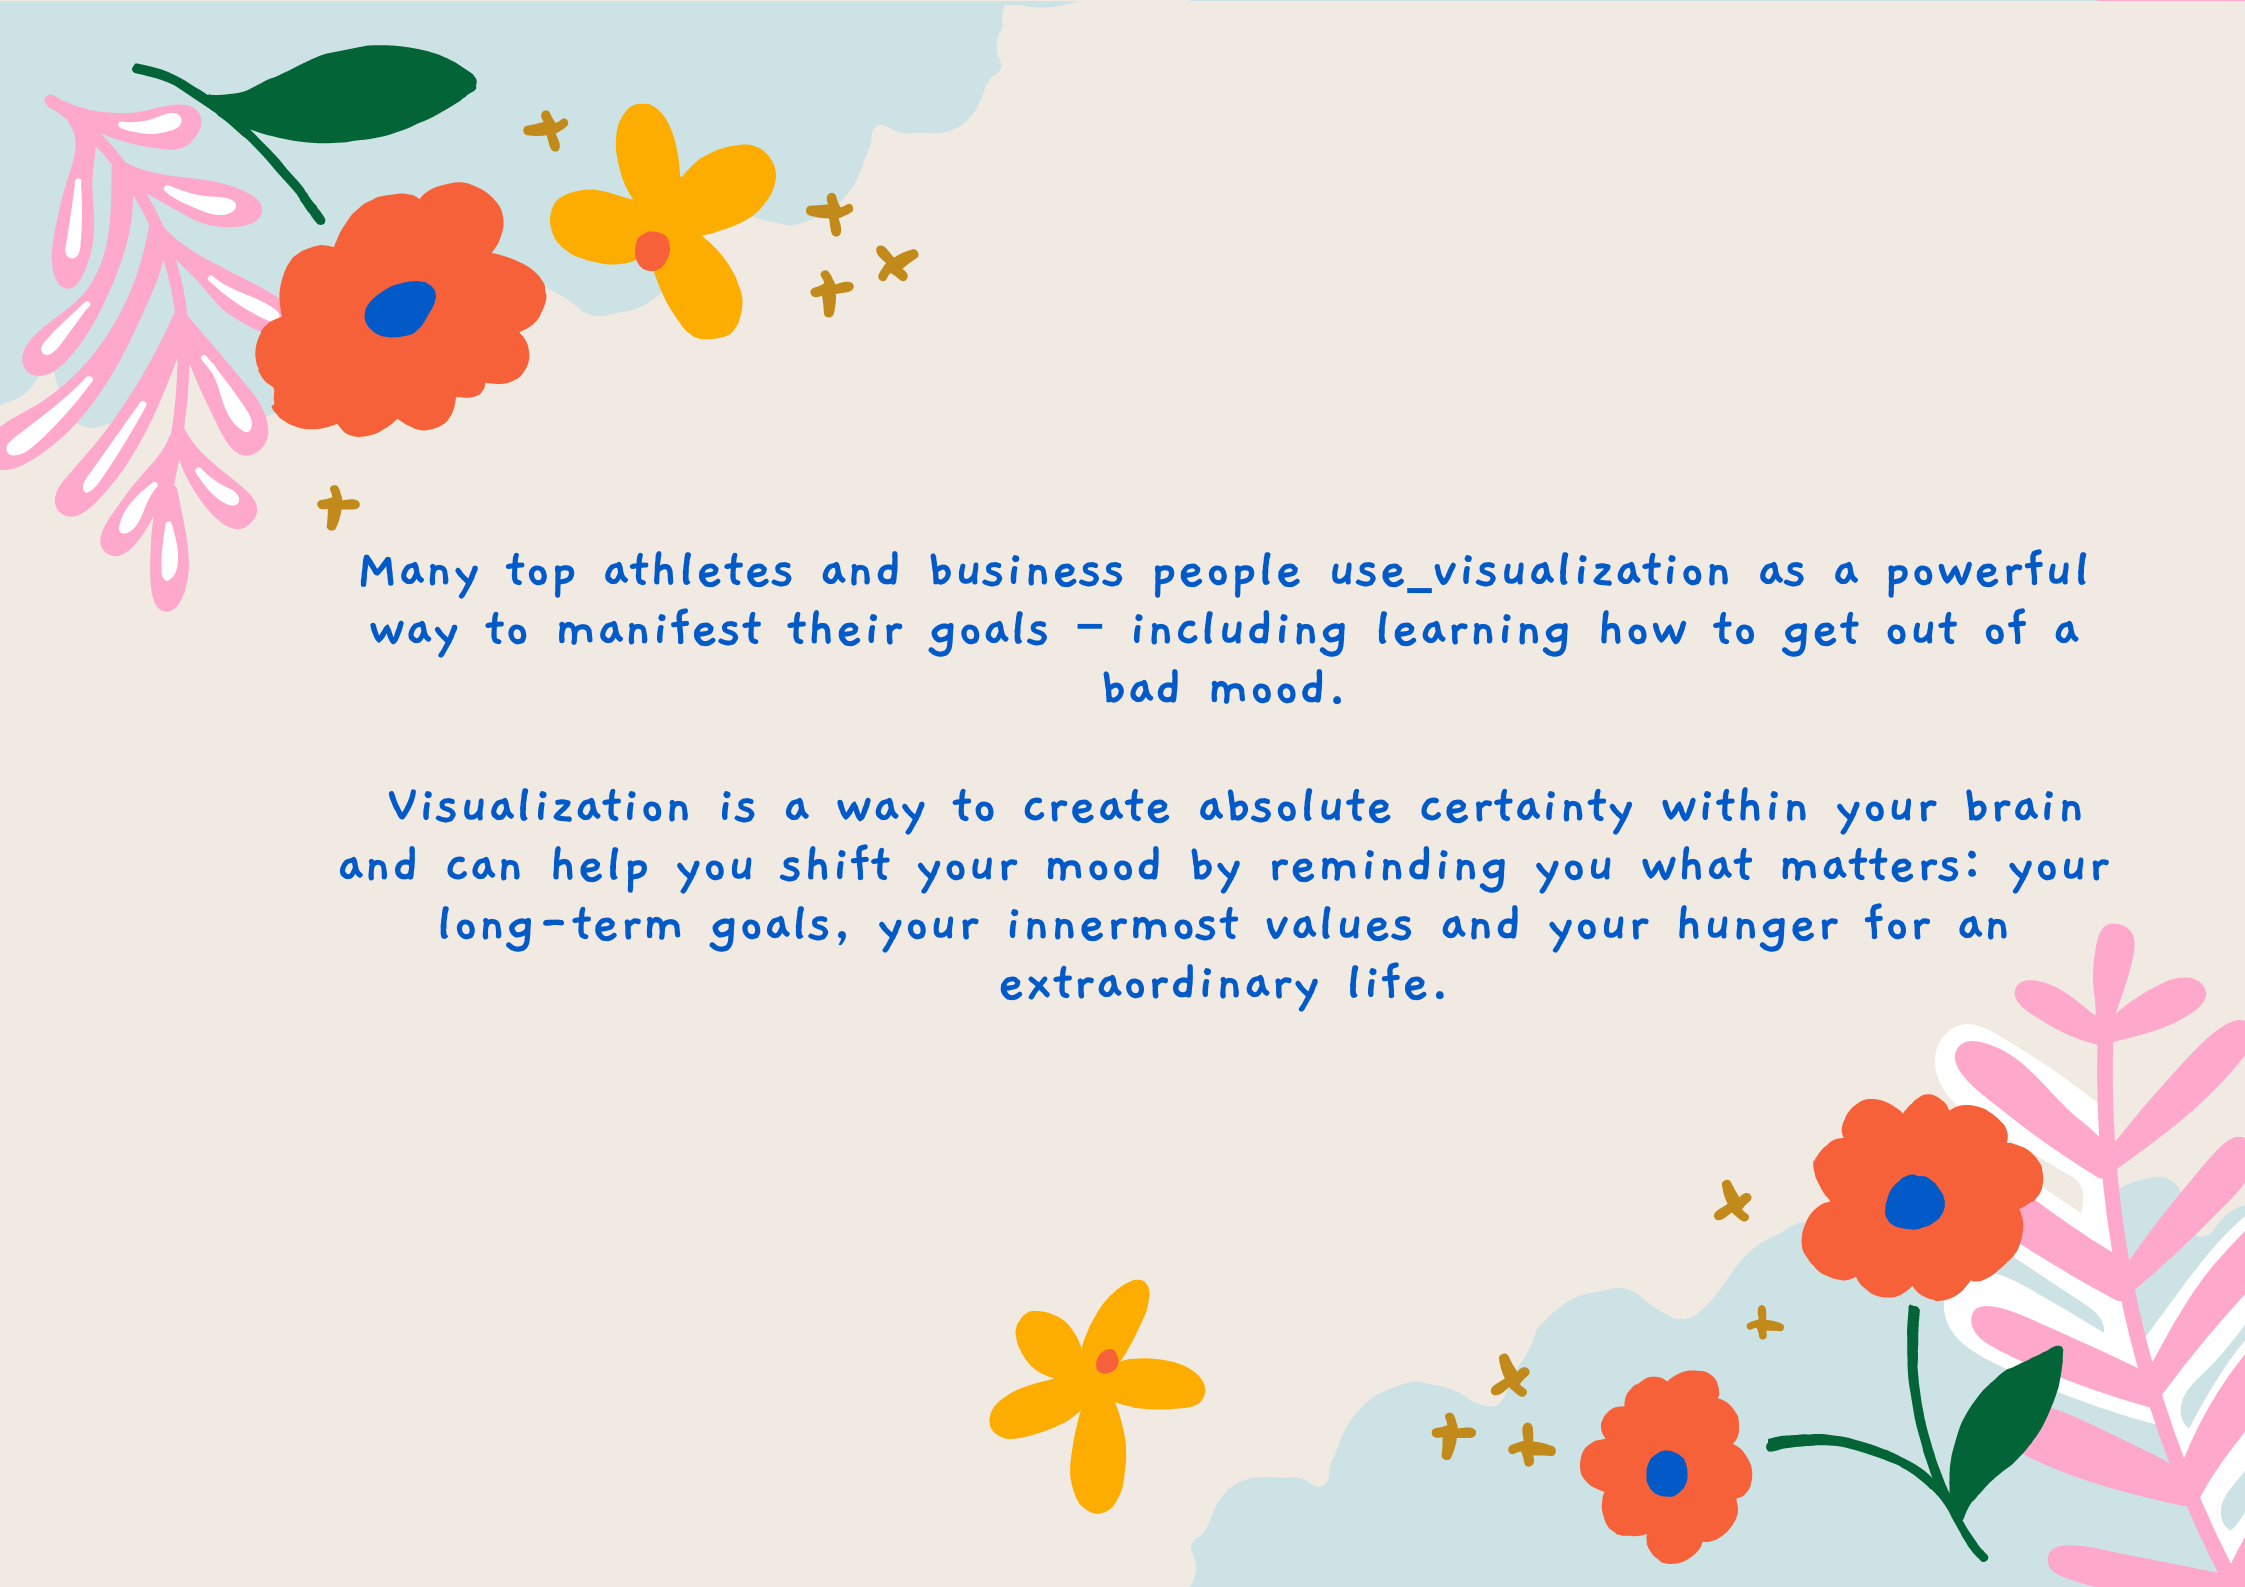 Many top athletes and business people use_visualization as a powerful
way to manifest their goals – including learning how to get out of a
bad mood.
Visualization is a way to create absolute certainty within your brain
and can help you shift your mood by reminding you what matters: your
long-term goals, your innermost values and your hunger for an
extraordinary life.